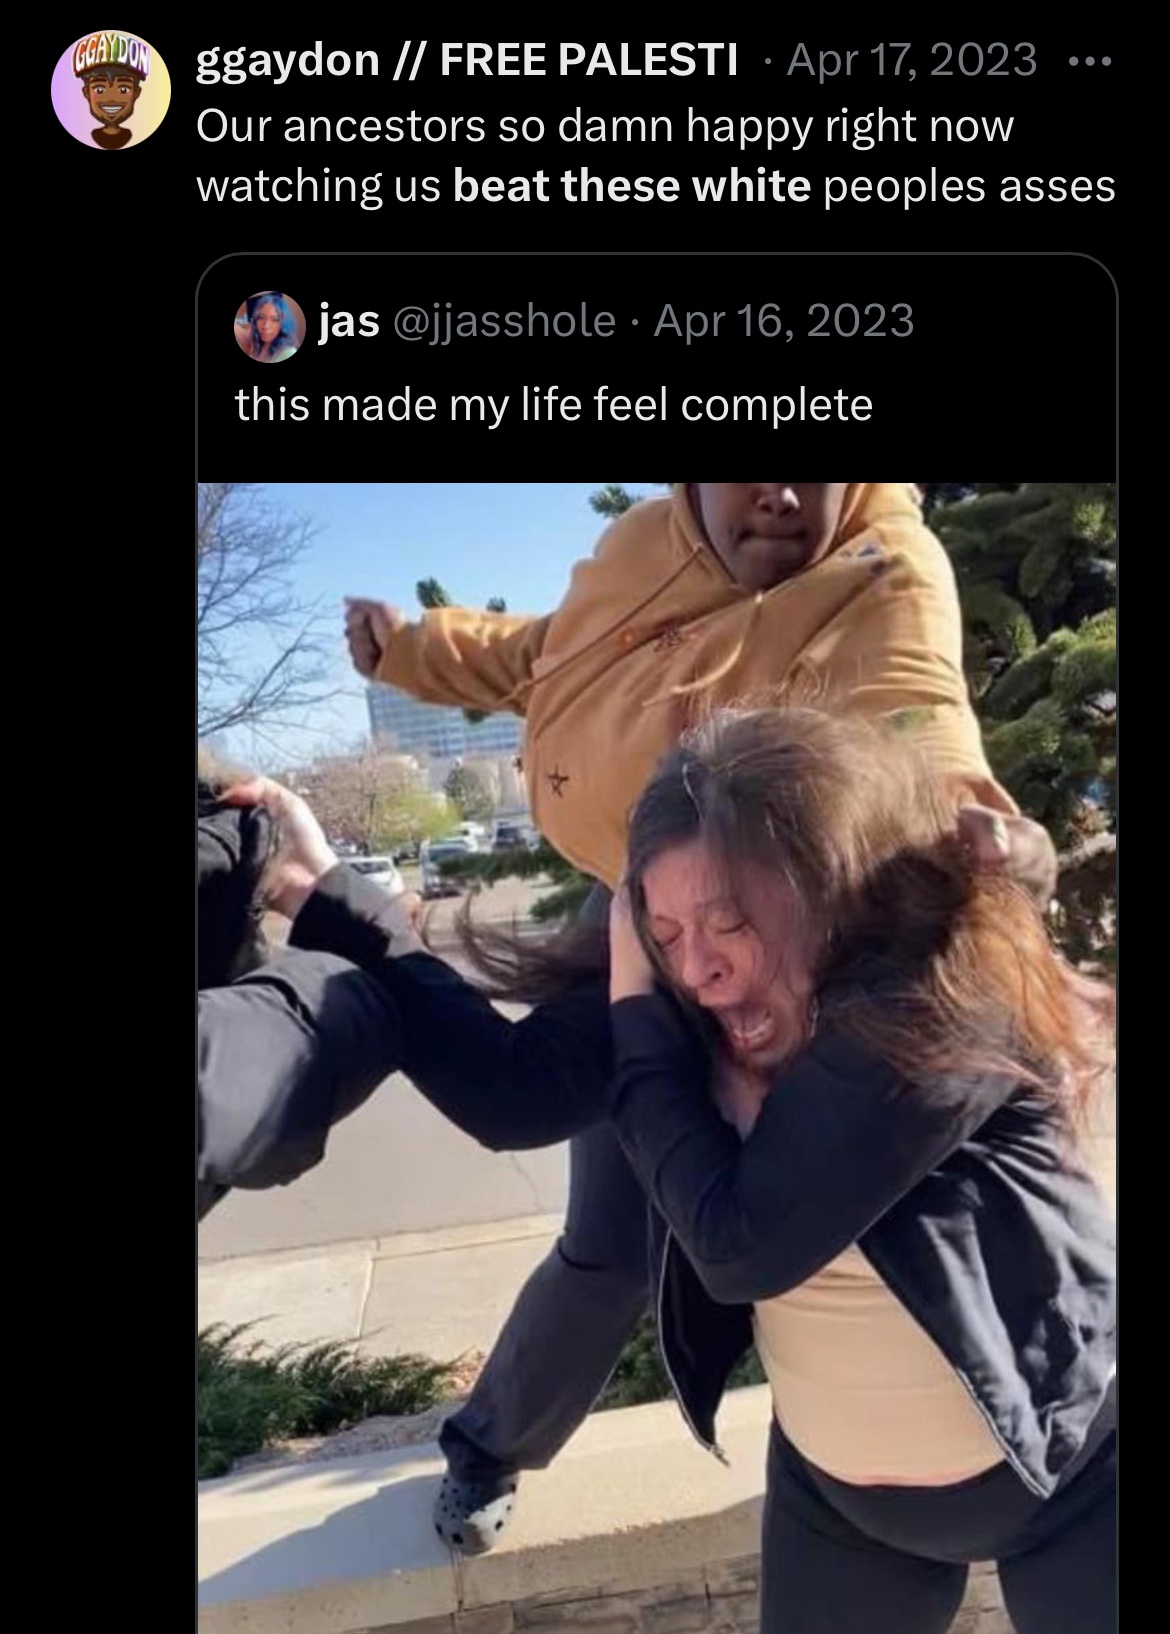 GGAYDON
ggaydon // FREE PALESTI · Apr 17, 2023 •••
Our ancestors so damn happy right now
watching us beat these white peoples asses
jas @jjasshole · Apr 16, 2023
this made my life feel complete